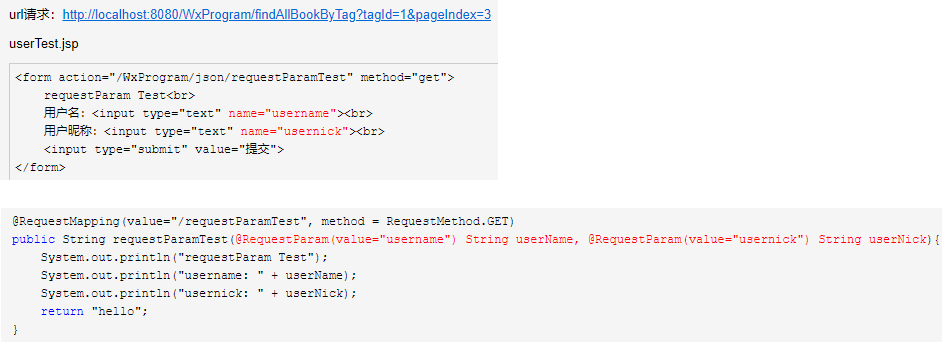 url请求：http://localhost:8080/WxProgram/findAllBookByTag?tagId=1&pageIndex=3
userTest.jsp
<form action="/WxProgram/json/requestParamTest" method="get">
    requestParam Test<br>
    用户名：<input type="text" name="username"><br>
    用户昵称：<input type="text" name="usernick"><br>
    <input type="submit" value="提交">
</form>
@RequestMapping(value="/requestParamTest", method = RequestMethod.GET)
public String requestParamTest(@RequestParam(value="username") String userName, @RequestParam(value="usernick") String userNick){
    System.out.println("requestParam Test");
    System.out.println("username: " + userName);
    System.out.println("usernick: " + userNick);
    return "hello";
}